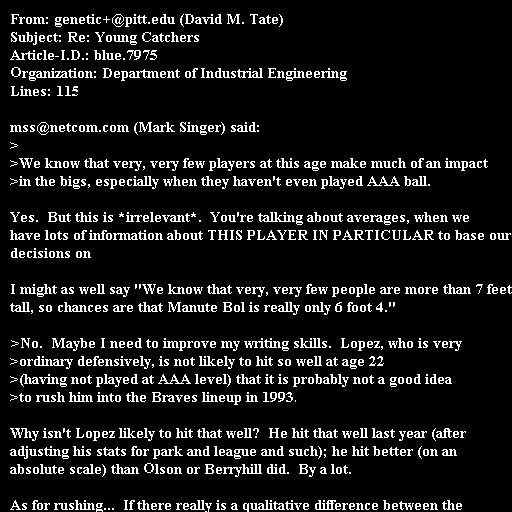 From: genetic+@pitt.edu (David M. Tate)
Subject: Re: Young Catchers
Article-I.D.: blue.7975
Organization: Department of Industrial Engineering
Lines: 115

mss@netcom.com (Mark Singer) said:
>
>We know that very, very few players at this age make much of an impact
>in the bigs, especially when they haven't even played AAA ball.

Yes.  But this is *irrelevant*.  You're talking about averages, when we
have lots of information about THIS PLAYER IN PARTICULAR to base our
decisions on

I might as well say "We know that very, very few people are more than 7 feet
tall, so chances are that Manute Bol is really only 6 foot 4."

>No.  Maybe I need to improve my writing skills.  Lopez, who is very
>ordinary defensively, is not likely to hit so well at age 22
>(having not played at AAA level) that it is probably not a good idea
>to rush him into the Braves lineup in 1993.

Why isn't Lopez likely to hit that well?  He hit that well last year (after
adjusting his stats for park and league and such); he hit better (on an
absolute scale) than Olson or Berryhill did.  By a lot.

As for rushing...  If there really is a qualitative difference between the